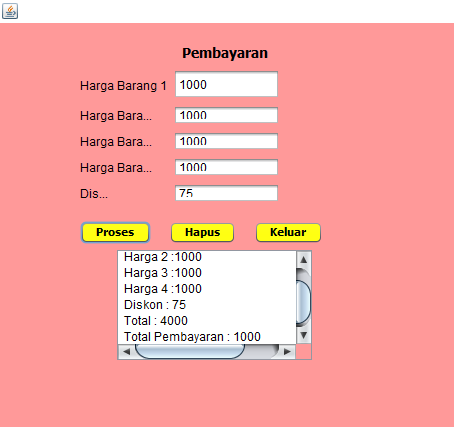 Pembayaran
Harga Barang 1 1000
Harga Bara... 1000
Harga Bara... 1000
Harga Bara... 1000
Dis... 75
Proses Hapus Keluar
Harga 2 :1000
Harga 3 :1000
Harga 4 :1000
Diskon : 75
Total : 4000
Total Pembayaran : 1000